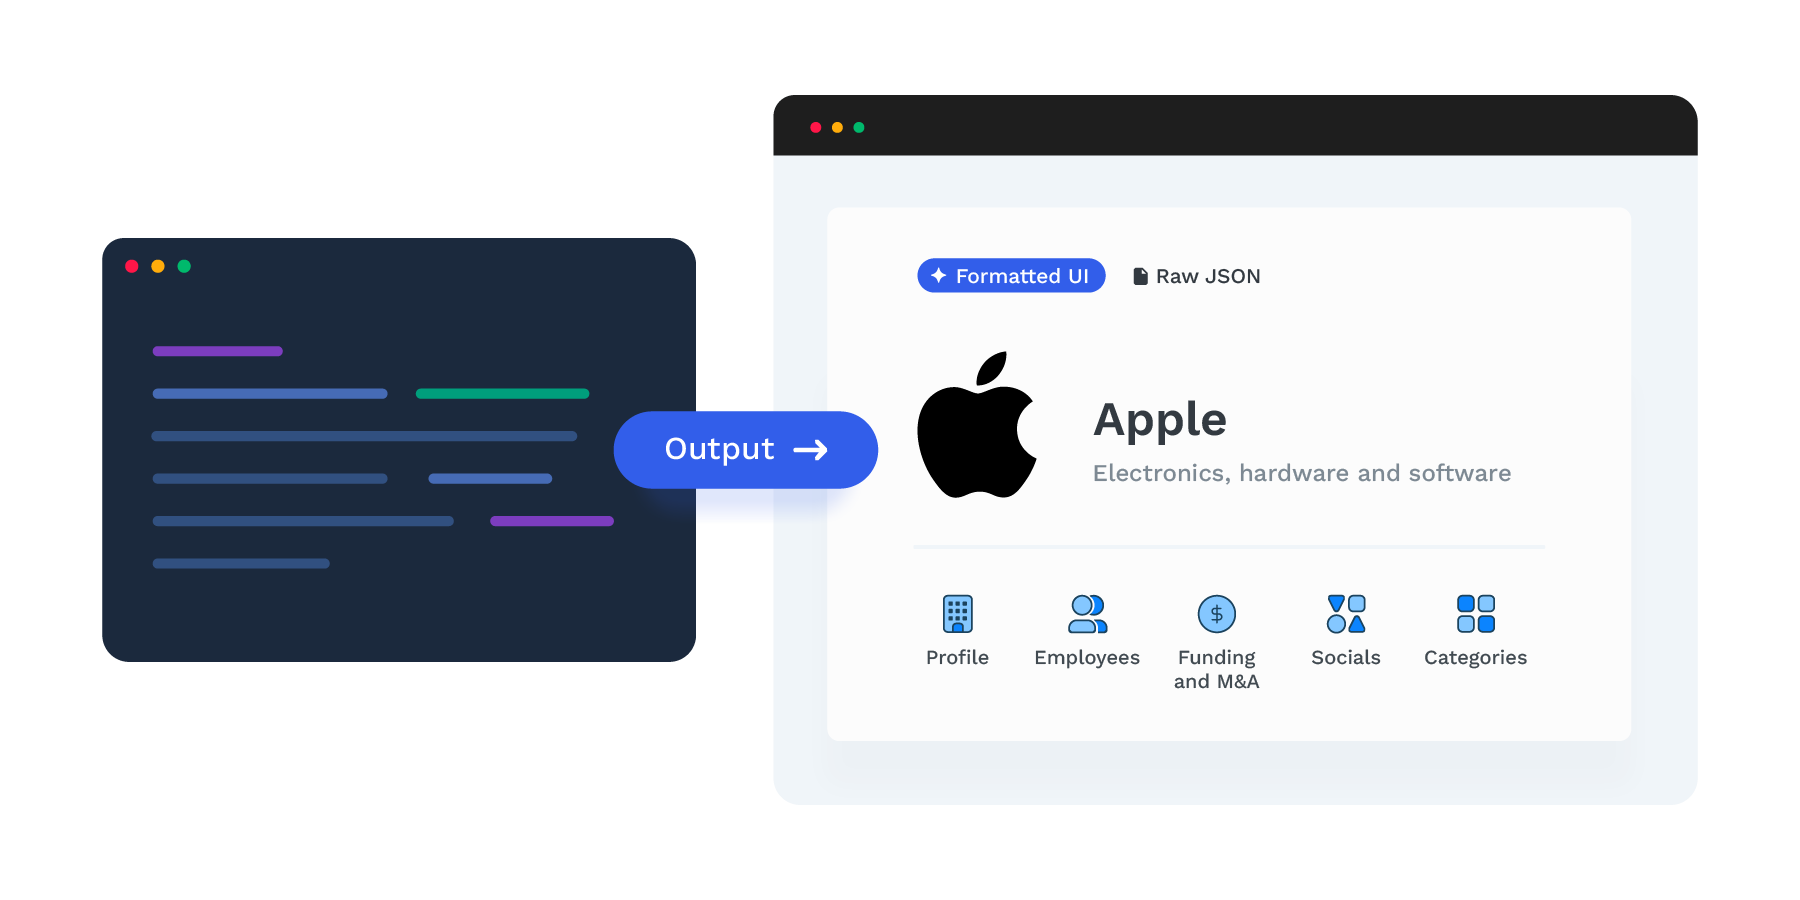 Output
Formatted UI
Raw JSON
Apple
Electronics, hardware and software
Profile
Employees
Funding
and M&A
Socials
Categories